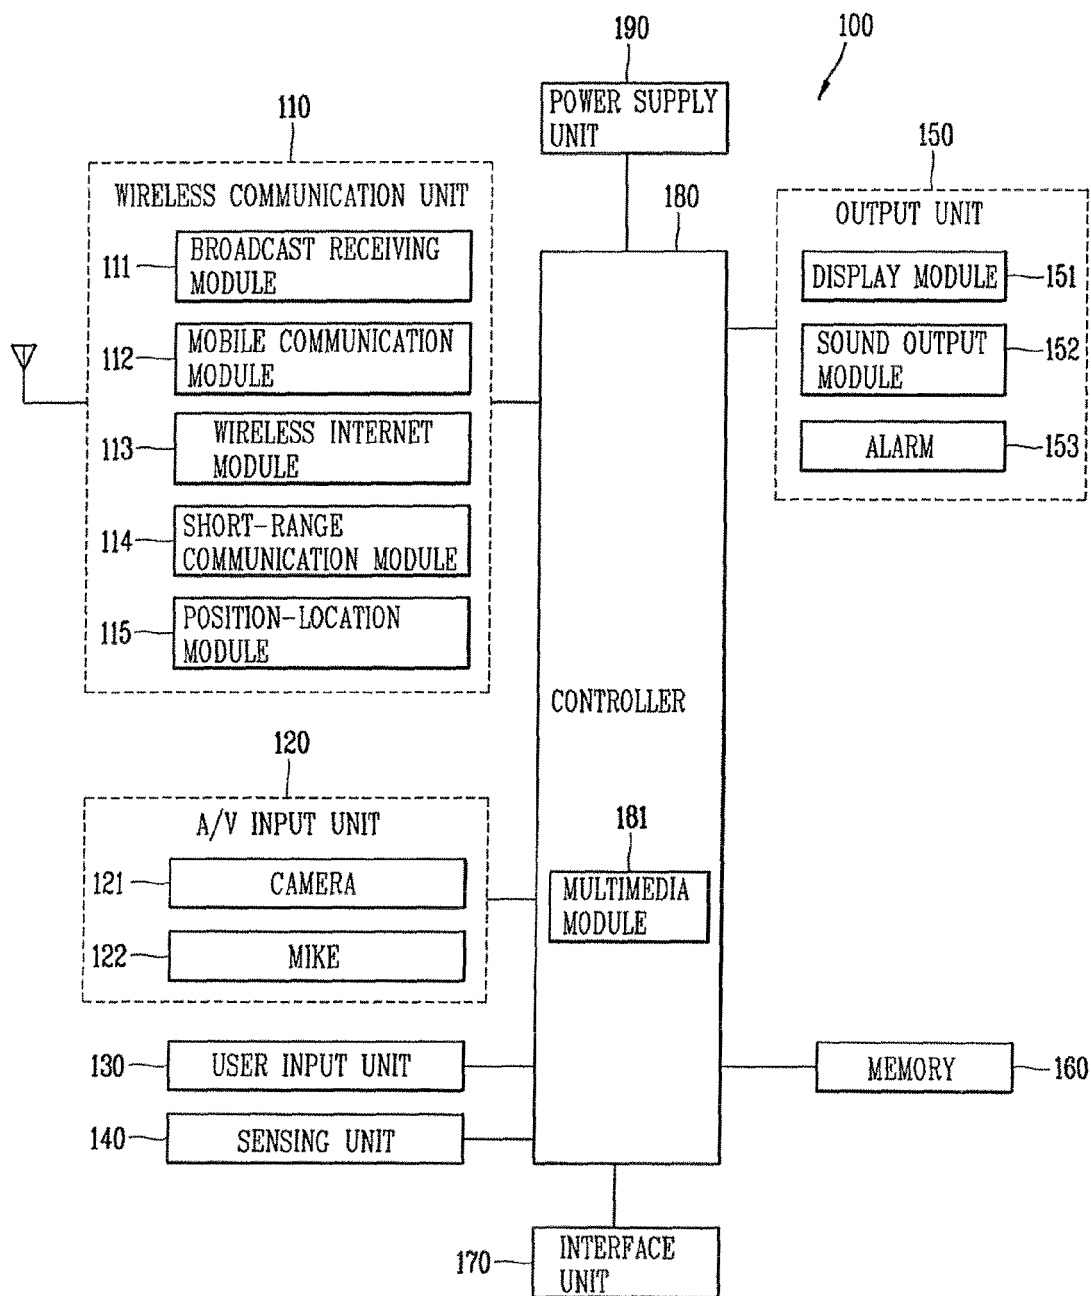 100
190
POWER SUPPLY
UNIT
110
WIRELESS COMMUNICATION UNIT
111
BROADCAST RECEIVING
MODULE
112
MOBILE COMMUNICATION
MODULE
113
WIRELESS INTERNET
MODULE
114
SHORT-RANGE
COMMUNICATION MODULE
115
POSITION-LOCATION
MODULE
120
A/V INPUT UNIT
121
CAMERA
122
MIKE
130
USER INPUT UNIT
140
SENSING UNIT
180
CONTROLLER
181
MULTIMEDIA
MODULE
150
OUTPUT UNIT
DISPLAY MODULE
151
SOUND OUTPUT
MODULE
152
ALARM
153
MEMORY
160
170
INTERFACE
UNIT